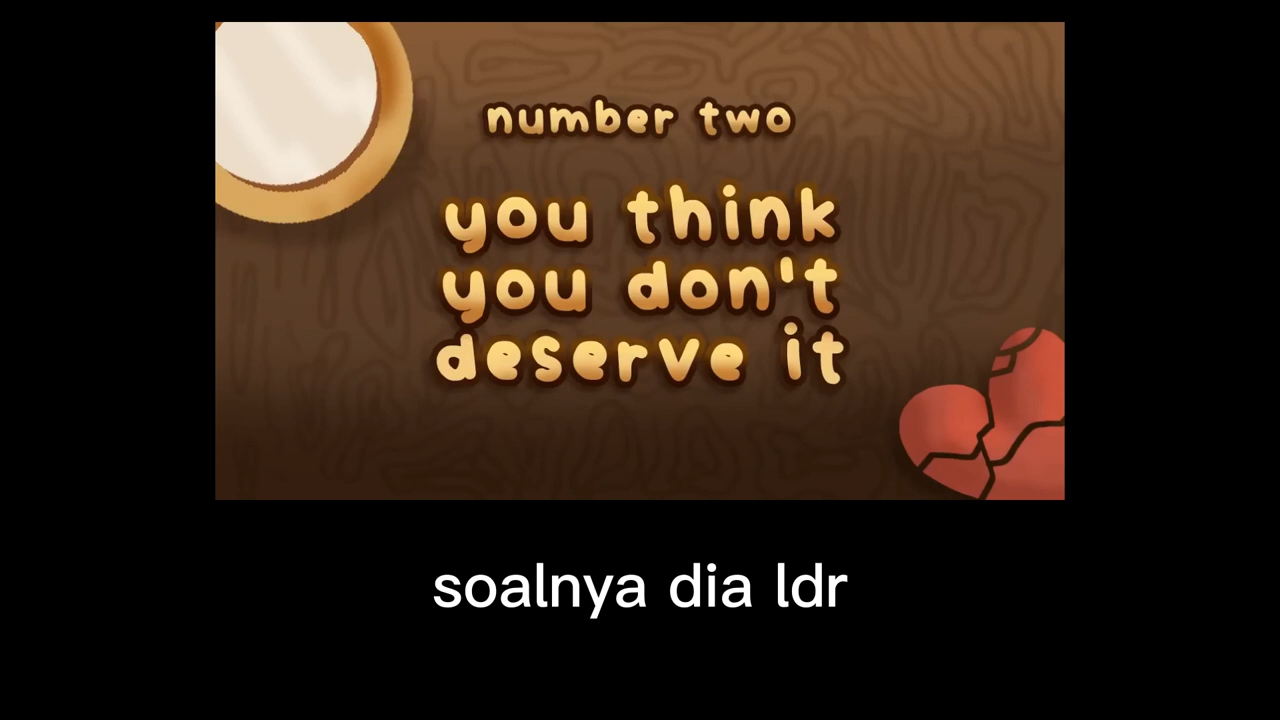 number two
you think
you don't
deserve it
soalnya dia ldr